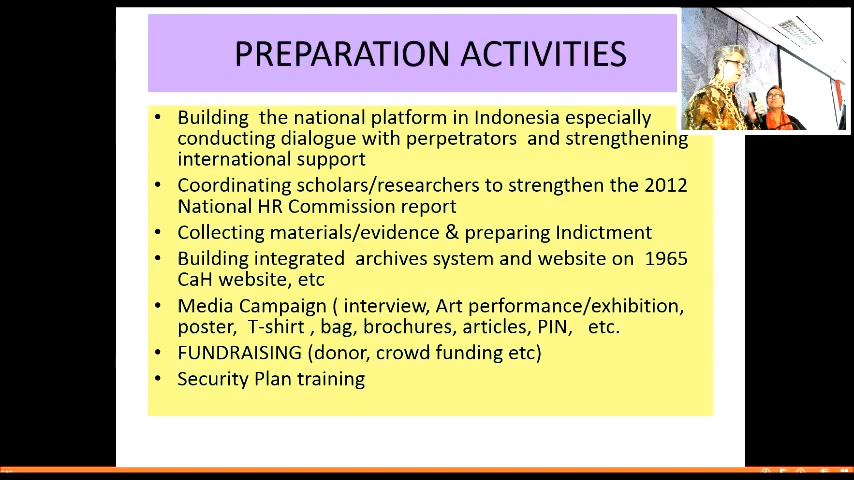 PREPARATION ACTIVITIES
• Building the national platform in Indonesia especially
conducting dialogue with perpetrators and strengthening
international support
• Coordinating scholars/researchers to strengthen the 2012
National HR Commission report
• Collecting materials/evidence & preparing Indictment
• Building integrated archives system and website on 1965
CaH website, etc
• Media Campaign ( interview, Art performance/exhibition,
poster, T-shirt , bag, brochures, articles, PIN, etc.
• FUNDRAISING (donor, crowd funding etc)
• Security Plan training